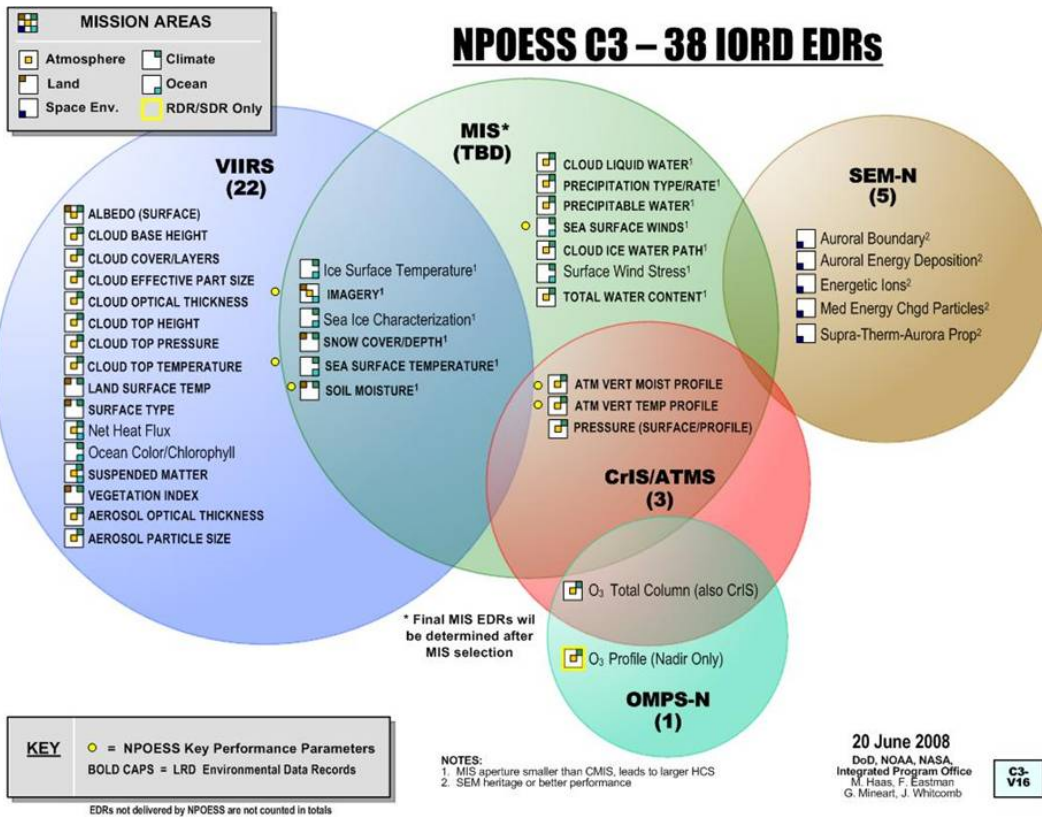 MISSION AREAS
Atmosphere
Climate
Land
Ocean
Space Env.
RDR/SDR Only
NPOESS C3 – 38 IORD EDRs
VIIRS
(22)
ALBEDO (SURFACE)
CLOUD BASE HEIGHT
CLOUD COVER/LAYERS
CLOUD EFFECTIVE PART SIZE
CLOUD OPTICAL THICKNESS
CLOUD TOP HEIGHT
CLOUD TOP PRESSURE
CLOUD TOP TEMPERATURE
LAND SURFACE TEMP
SURFACE TYPE
Net Heat Flux
Ocean Color/Chlorophyll
SUSPENDED MATTER
VEGETATION INDEX
AEROSOL OPTICAL THICKNESS
AEROSOL PARTICLE SIZE
Ice Surface Temperature¹
IMAGERY¹
Sea Ice Characterization¹
SNOW COVER/DEPTH¹
SEA SURFACE TEMPERATURE¹
SOIL MOISTURE¹
MIS*
(TBD)
CLOUD LIQUID WATER¹
PRECIPITATION TYPE/RATE¹
PRECIPITABLE WATER¹
SEA SURFACE WINDS¹
CLOUD ICE WATER PATH¹
Surface Wind Stress¹
TOTAL WATER CONTENT¹
ATM VERT MOIST PROFILE
ATM VERT TEMP PROFILE
PRESSURE (SURFACE/PROFILE)
CrIS/ATMS
(3)
SEM-N
(5)
Auroral Boundary²
Auroral Energy Deposition²
Energetic Ions²
Med Energy Chgd Particles²
Supra-Therm-Aurora Prop²
O₃ Total Column (also CrIS)
O₃ Profile (Nadir Only)
OMPS-N
(1)
* Final MIS EDRs wil
be determined after
MIS selection
KEY
= NPOESS Key Performance Parameters
BOLD CAPS = LRD Environmental Data Records
EDRs not delivered by NPOESS are not counted in totals
NOTES:
1. MIS aperture smaller than CMIS, leads to larger HCS
2. SEM heritage or better performance
20 June 2008
DoD, NOAA, NASA,
Integrated Program Office
M. Haas, F. Eastman
G. Mineart, J. Whitcomb
C3-
V16